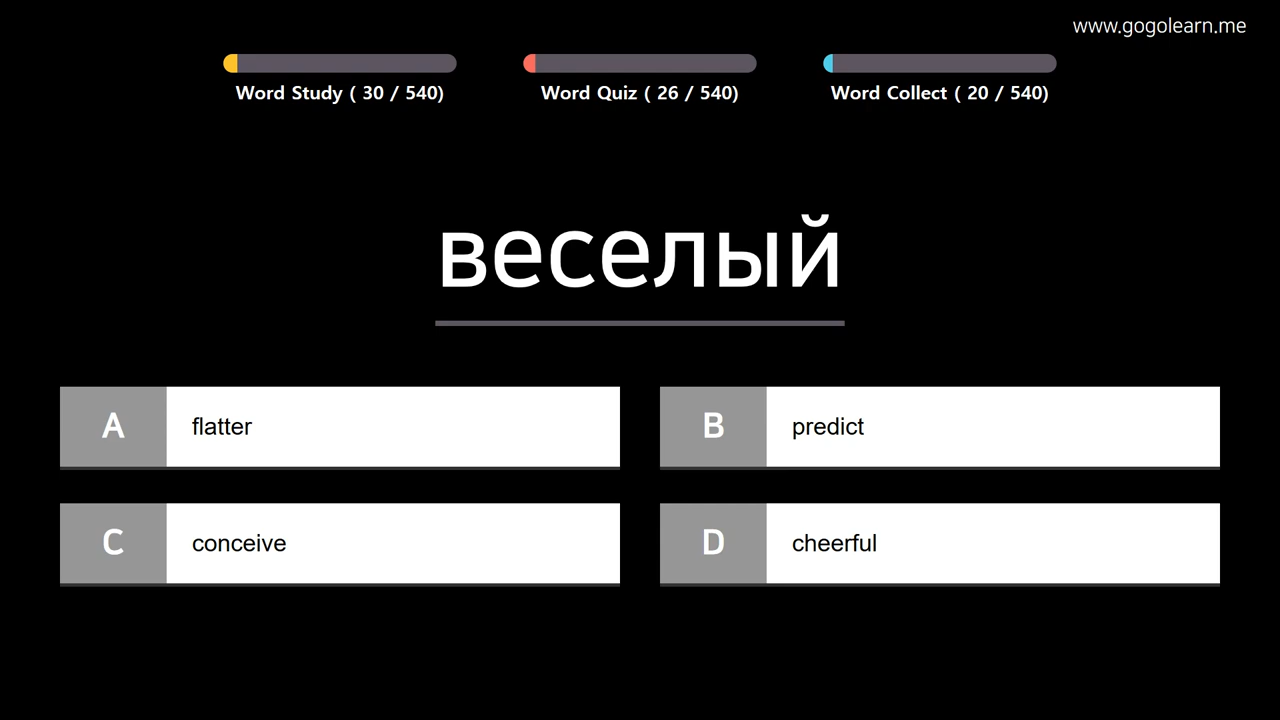 www.gogolearn.me
Word Study ( 30 / 540)
Word Quiz ( 26 / 540)
Word Collect ( 20 / 540)
веселый
A flatter
B predict
C conceive
D cheerful